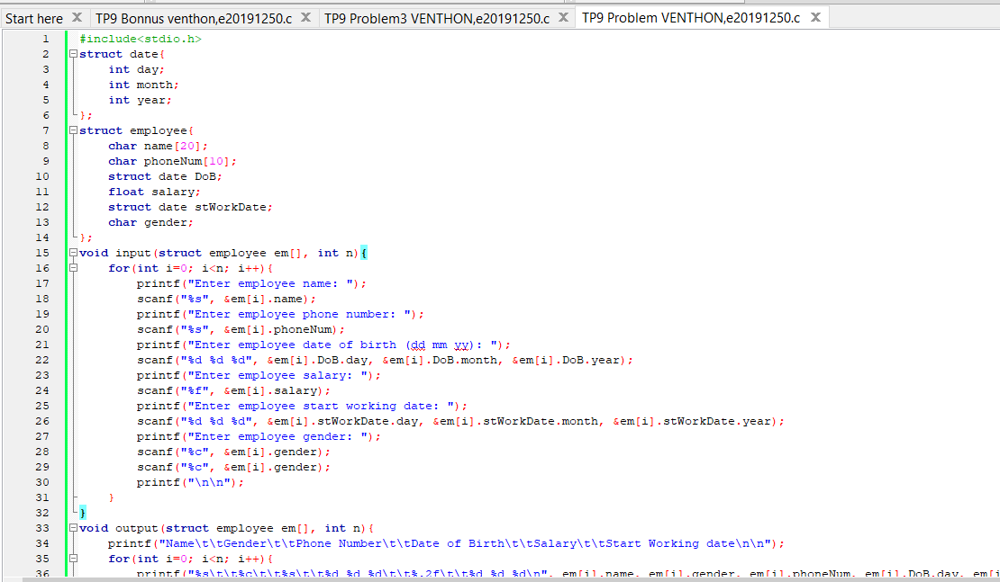 Start here X TP9 Bonnus venthon,e20191250.c X TP9 Problem3 VENTHON,e20191250.c X TP9 Problem VENTHON,e20191250.c X
1 #include<stdio.h>
2 struct date{
3 int day;
4 int month;
5 int year;
6 };
7 struct employee{
8 char name[20];
9 char phoneNum[10];
10 struct date DoB;
11 float salary;
12 struct date stWorkDate;
13 char gender;
14 };
15 void input(struct employee em[], int n){
16 for(int i=0; i<n; i++){
17 printf("Enter employee name: ");
18 scanf("%s", &em[i].name);
19 printf("Enter employee phone number: ");
20 scanf("%s", &em[i].phoneNum);
21 printf("Enter employee date of birth (dd mm yy): ");
22 scanf("%d %d %d", &em[i].DoB.day, &em[i].DoB.month, &em[i].DoB.year);
23 printf("Enter employee salary: ");
24 scanf("%f", &em[i].salary);
25 printf("Enter employee start working date: ");
26 scanf("%d %d %d", &em[i].stWorkDate.day, &em[i].stWorkDate.month, &em[i].stWorkDate.year);
27 printf("Enter employee gender: ");
28 scanf("%c", &em[i].gender);
29 scanf("%c", &em[i].gender);
30 printf("\n\n");
31 }
32 }
33 void output(struct employee em[], int n){
34 printf("Name\t\tGender\t\tPhone Number\t\tDate of Birth\t\tSalary\t\tStart Working date\n\n");
35 for(int i=0; i<n; i++){
36 printf("%s\t\t%c\t\t%s\t\t%d %d %d\t\t%.2f\t\t%d %d %d\n", em[i].name, em[i].gender, em[i].phoneNum, em[i].DoB.day, em[i